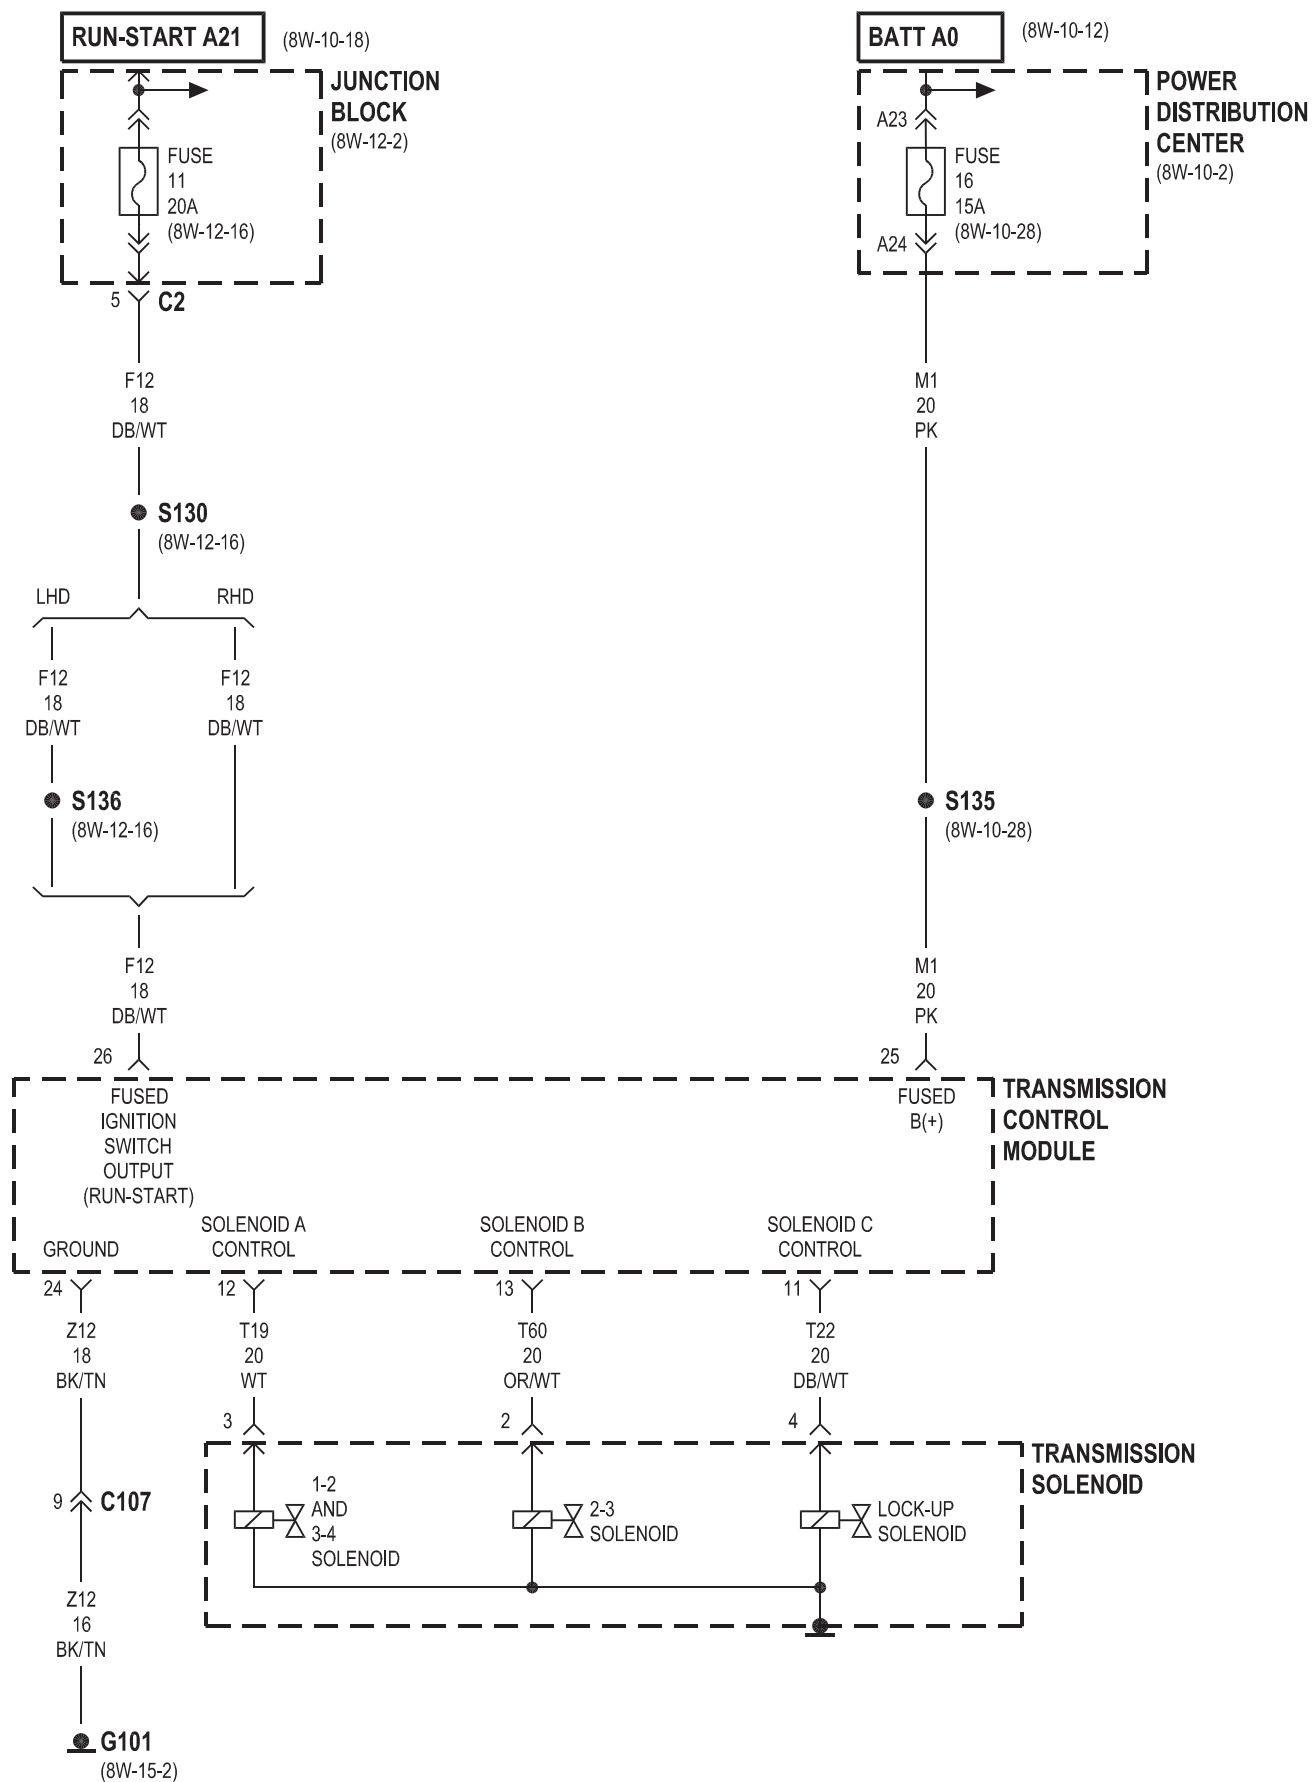 RUN-START A21
(8W-10-18)
BATT A0
(8W-10-12)
JUNCTION
BLOCK
(8W-12-2)
FUSE
11
20A
(8W-12-16)
5
C2
POWER
DISTRIBUTION
CENTER
(8W-10-2)
A23
FUSE
16
15A
(8W-10-28)
A24
F12
18
DB/WT
M1
20
PK
S130
(8W-12-16)
LHD
RHD
F12
18
DB/WT
F12
18
DB/WT
S136
(8W-12-16)
S135
(8W-10-28)
F12
18
DB/WT
M1
20
PK
26
25
FUSED
IGNITION
SWITCH
OUTPUT
(RUN-START)
FUSED
B(+)
TRANSMISSION
CONTROL
MODULE
GROUND
SOLENOID A
CONTROL
SOLENOID B
CONTROL
SOLENOID C
CONTROL
24
12
13
11
Z12
18
BK/TN
T19
20
WT
T60
20
OR/WT
T22
20
DB/WT
3
2
4
TRANSMISSION
SOLENOID
1-2
AND
3-4
SOLENOID
2-3
SOLENOID
LOCK-UP
SOLENOID
9
C107
Z12
16
BK/TN
G101
(8W-15-2)